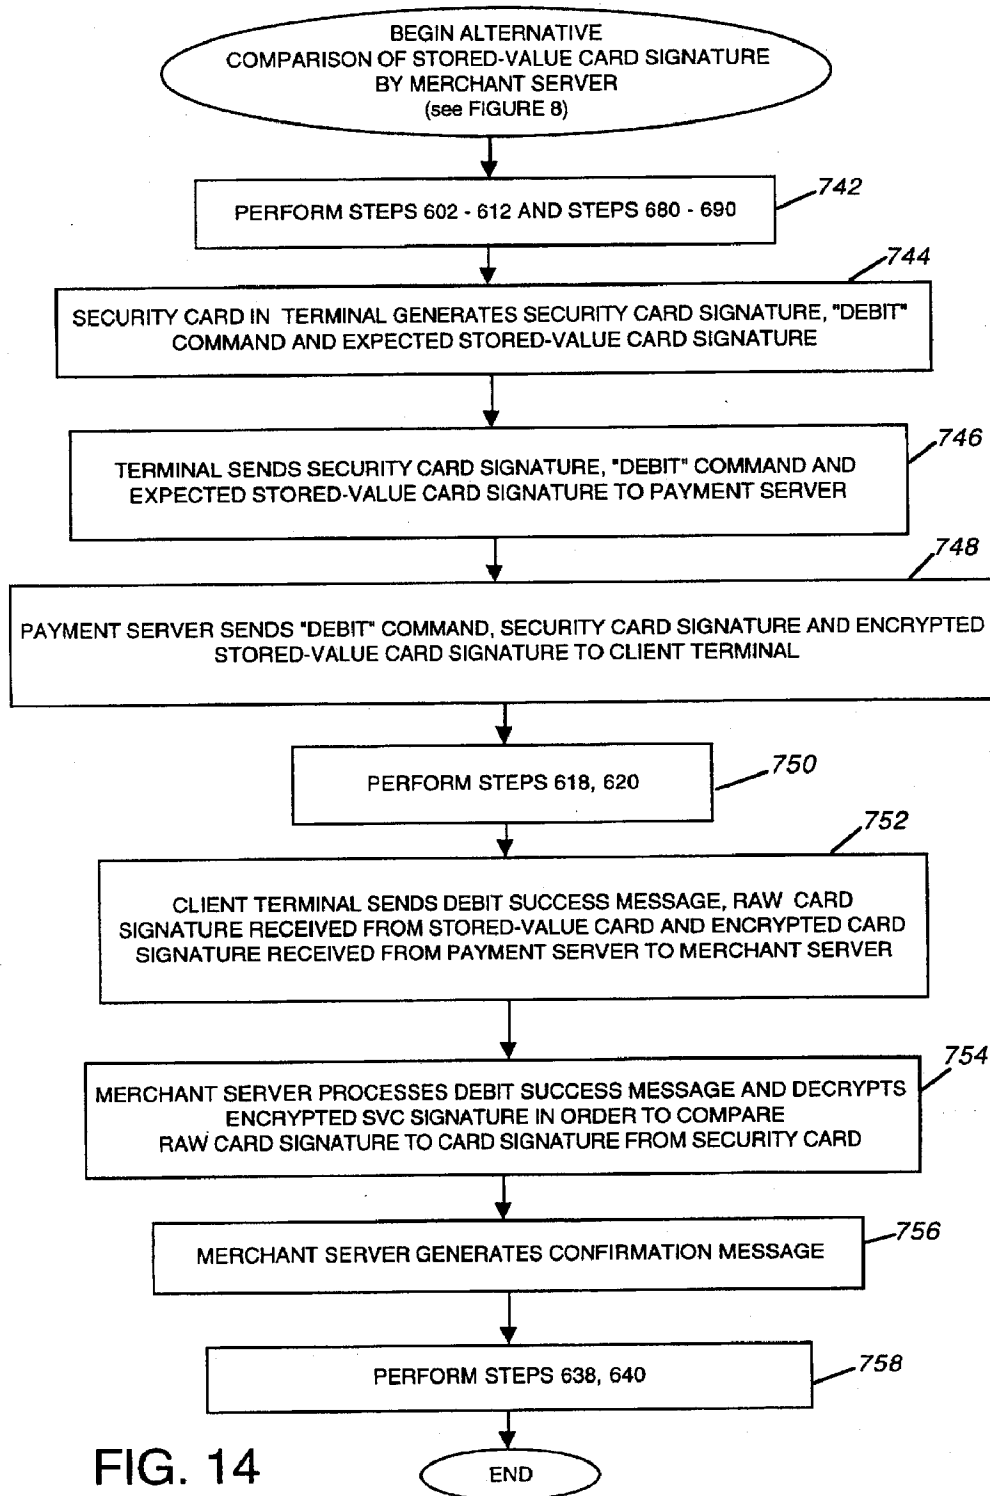 BEGIN ALTERNATIVE
COMPARISON OF STORED-VALUE CARD SIGNATURE
BY MERCHANT SERVER
(see FIGURE 8)
742
PERFORM STEPS 602 - 612 AND STEPS 680 - 690
744
SECURITY CARD IN TERMINAL GENERATES SECURITY CARD SIGNATURE, "DEBIT"
COMMAND AND EXPECTED STORED-VALUE CARD SIGNATURE
746
TERMINAL SENDS SECURITY CARD SIGNATURE, "DEBIT" COMMAND AND
EXPECTED STORED-VALUE CARD SIGNATURE TO PAYMENT SERVER
748
PAYMENT SERVER SENDS "DEBIT" COMMAND, SECURITY CARD SIGNATURE AND ENCRYPTED
STORED-VALUE CARD SIGNATURE TO CLIENT TERMINAL
750
PERFORM STEPS 618, 620
752
CLIENT TERMINAL SENDS DEBIT SUCCESS MESSAGE, RAW CARD
SIGNATURE RECEIVED FROM STORED-VALUE CARD AND ENCRYPTED CARD
SIGNATURE RECEIVED FROM PAYMENT SERVER TO MERCHANT SERVER
754
MERCHANT SERVER PROCESSES DEBIT SUCCESS MESSAGE AND DECRYPTS
ENCRYPTED SVC SIGNATURE IN ORDER TO COMPARE
RAW CARD SIGNATURE TO CARD SIGNATURE FROM SECURITY CARD
756
MERCHANT SERVER GENERATES CONFIRMATION MESSAGE
758
PERFORM STEPS 638, 640
END
FIG. 14